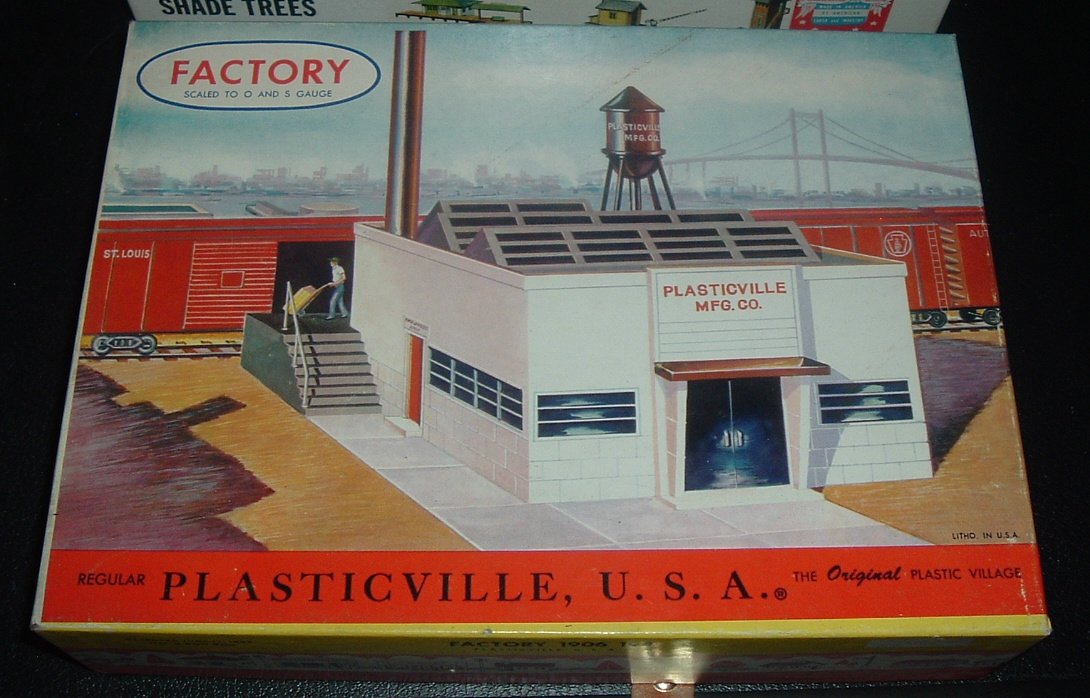 SHADE TREES
FACTORY
SCALED TO O AND S GAUGE
PLASTICVILLE
MFG. CO.
ST. LOUIS
AU
PLASTICVILLE
MFG. CO.
LITHO. IN U.S.A.
REGULAR PLASTICVILLE, U. S. A.® THE Original PLASTIC VILLAGE
FACTORY 1906